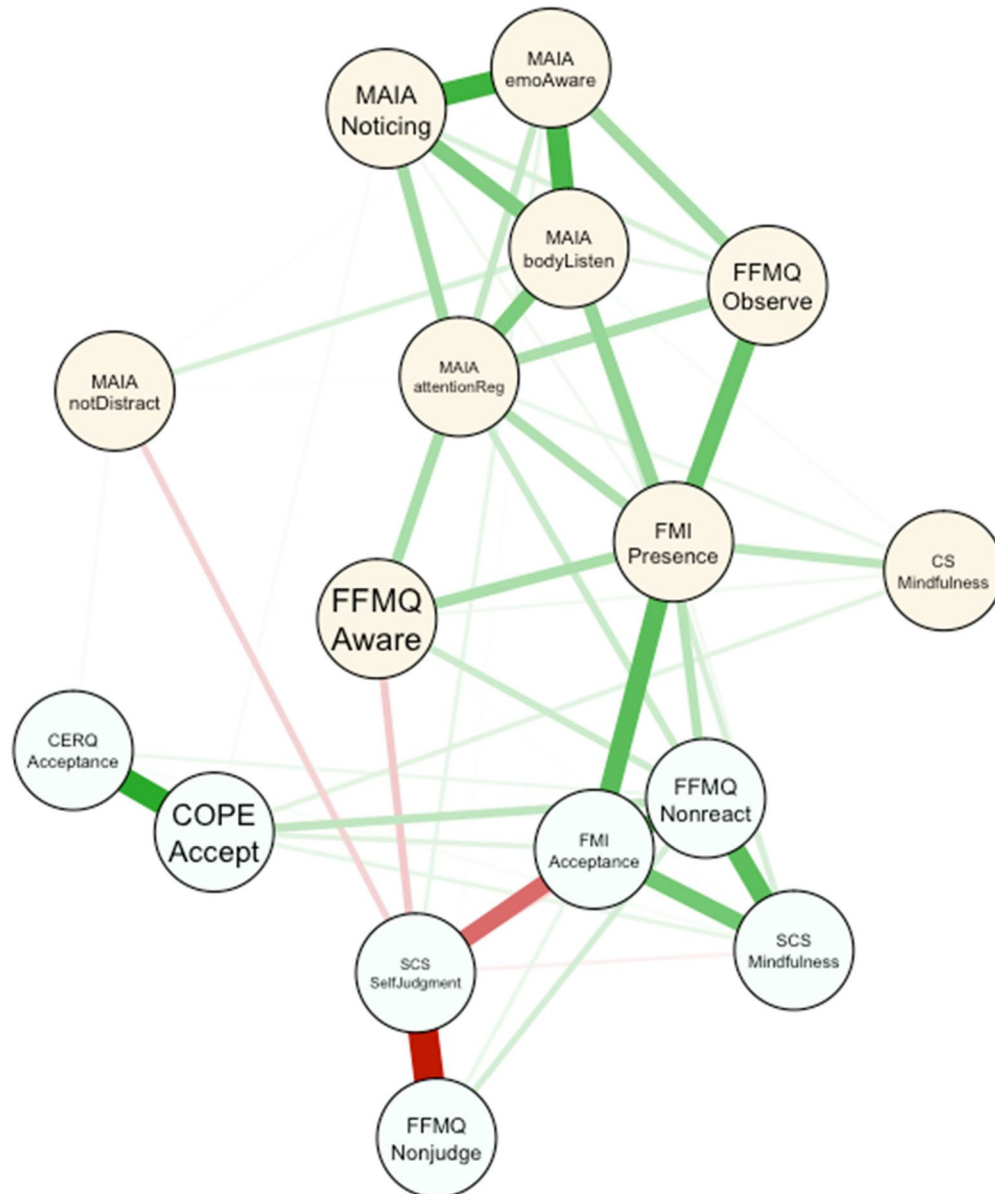 MAIA
emoAware
MAIA
Noticing
MAIA
bodyListen
FFMQ
Observe
MAIA
attentionReg
MAIA
notDistract
FMI
Presence
CS
Mindfulness
FFMQ
Aware
CERQ
Acceptance
COPE
Accept
FFMQ
Nonreact
FMI
Acceptance
SCS
Mindfulness
SCS
SelfJudgment
FFMQ
Nonjudge